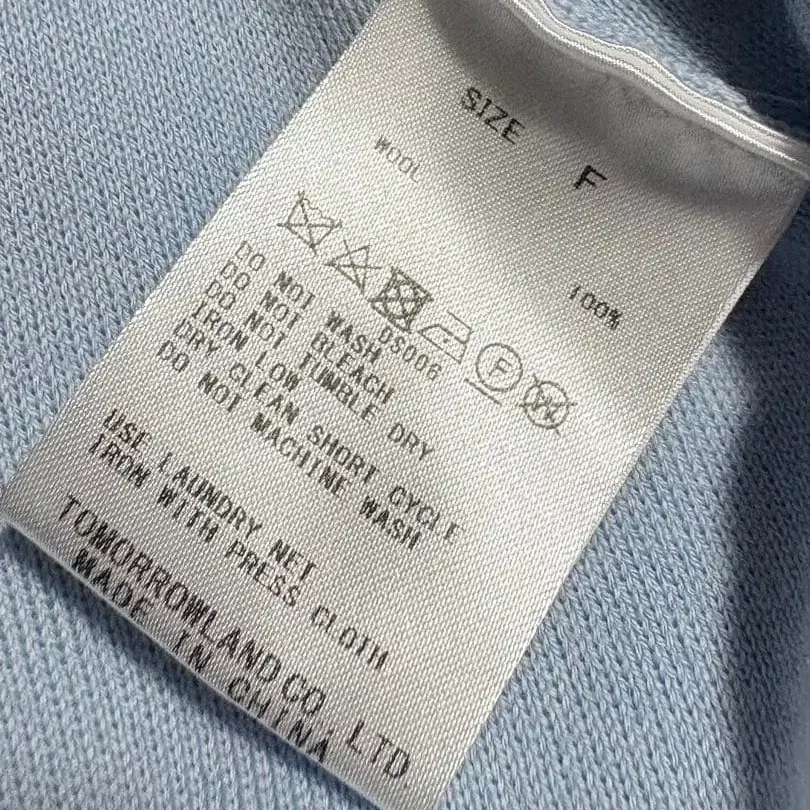 SIZE F
WOOL 100%
DS006
DO NOT WASH
DO NOT BLEACH
DO NOT TUMBLE DRY
IRON LOW
DRY CLEAN SHORT CYCLE
DO NOT MACHINE WASH
USE LAUNDRY NET
IRON WITH PRESS CLOTH
TOMORROWLAND CO., LTD.
MADE IN CHINA